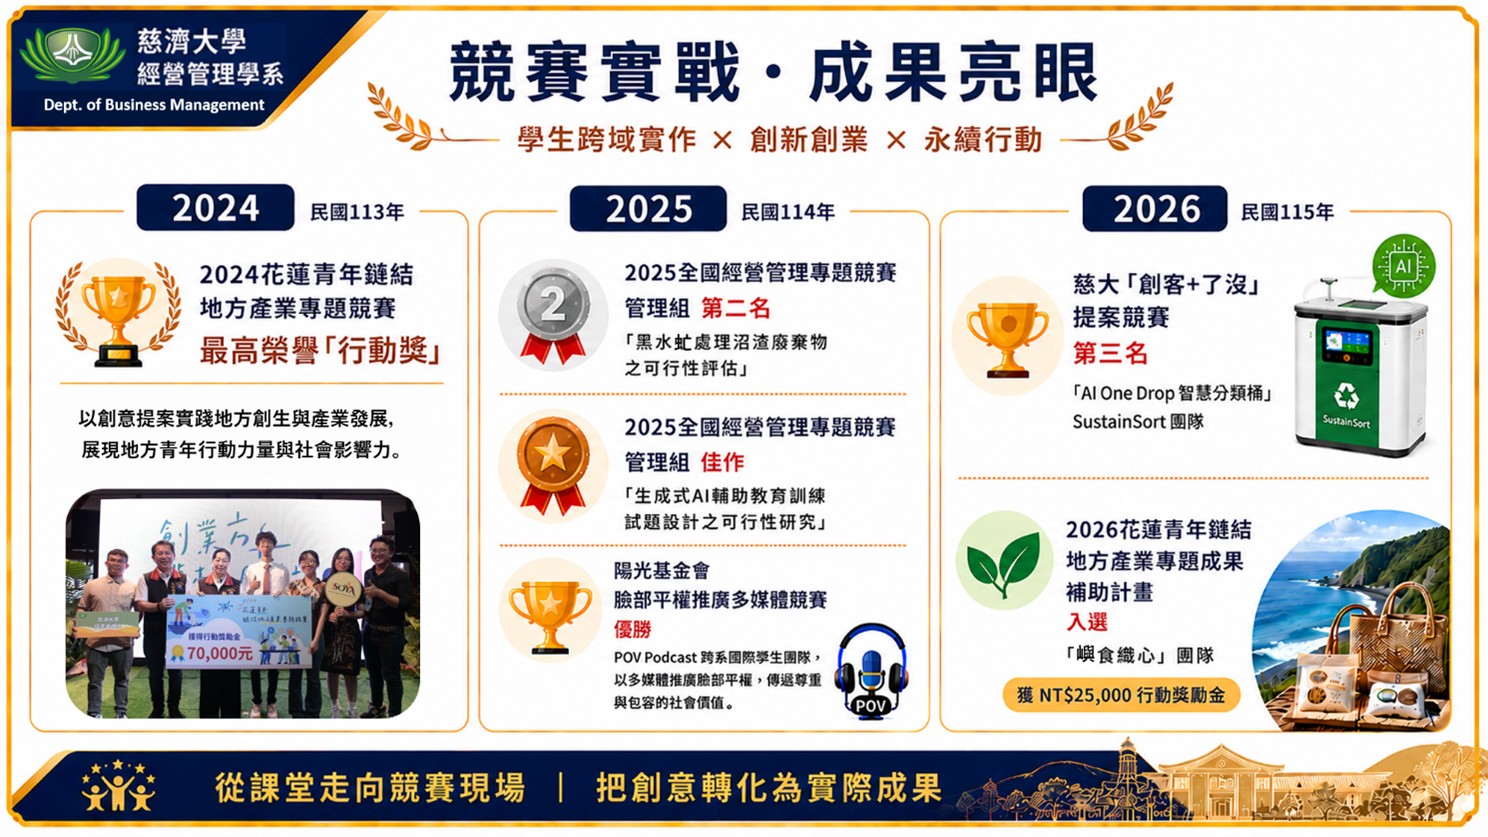 慈濟大學
經營管理學系
Dept. of Business Management
競賽實戰・成果亮眼
學生跨域實作 × 創新創業 × 永續行動
2024 民國113年
2024花蓮青年鏈結
地方產業專題競賽
最高榮譽「行動獎」
以創意提案實踐地方創生與產業發展,
展現地方青年行動力量與社會影響力。
創業方
SOYA
獲得行動獎勵金
70,000元
2025 民國114年
2
2025全國經營管理專題競賽
管理組 第二名
「黑水虻處理沼渣廢棄物
之可行性評估」
2025全國經營管理專題競賽
管理組 佳作
「生成式AI輔助教育訓練
試題設計之可行性研究」
陽光基金會
臉部平權推廣多媒體競賽
優勝
POV Podcast 跨系國際學生團隊，
以多媒體推廣臉部平權，傳遞尊重
與包容的社會價值。
POV
2026 民國115年
慈大「創客+了沒」
提案競賽
第三名
「AI One Drop 智慧分類桶」
SustainSort 團隊
AI
SustainSort
2026花蓮青年鏈結
地方產業專題成果
補助計畫
入選
「嶼食織心」團隊
獲 NT$25,000 行動獎勵金
從課堂走向競賽現場 | 把創意轉化為實際成果